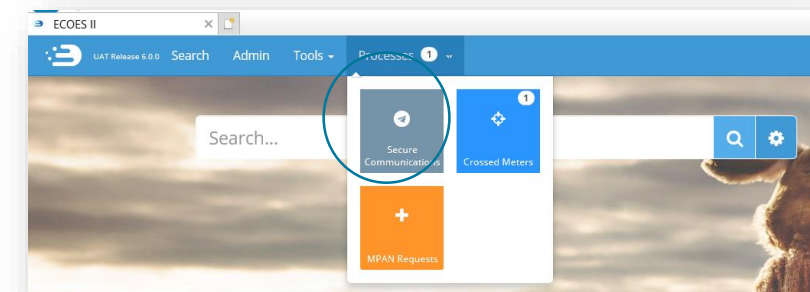 ECOES II
UAT Release 6.0.0 Search Admin Tools Processes 1
Search...
Secure
Communications
1
Crossed Meters
MPAN Requests